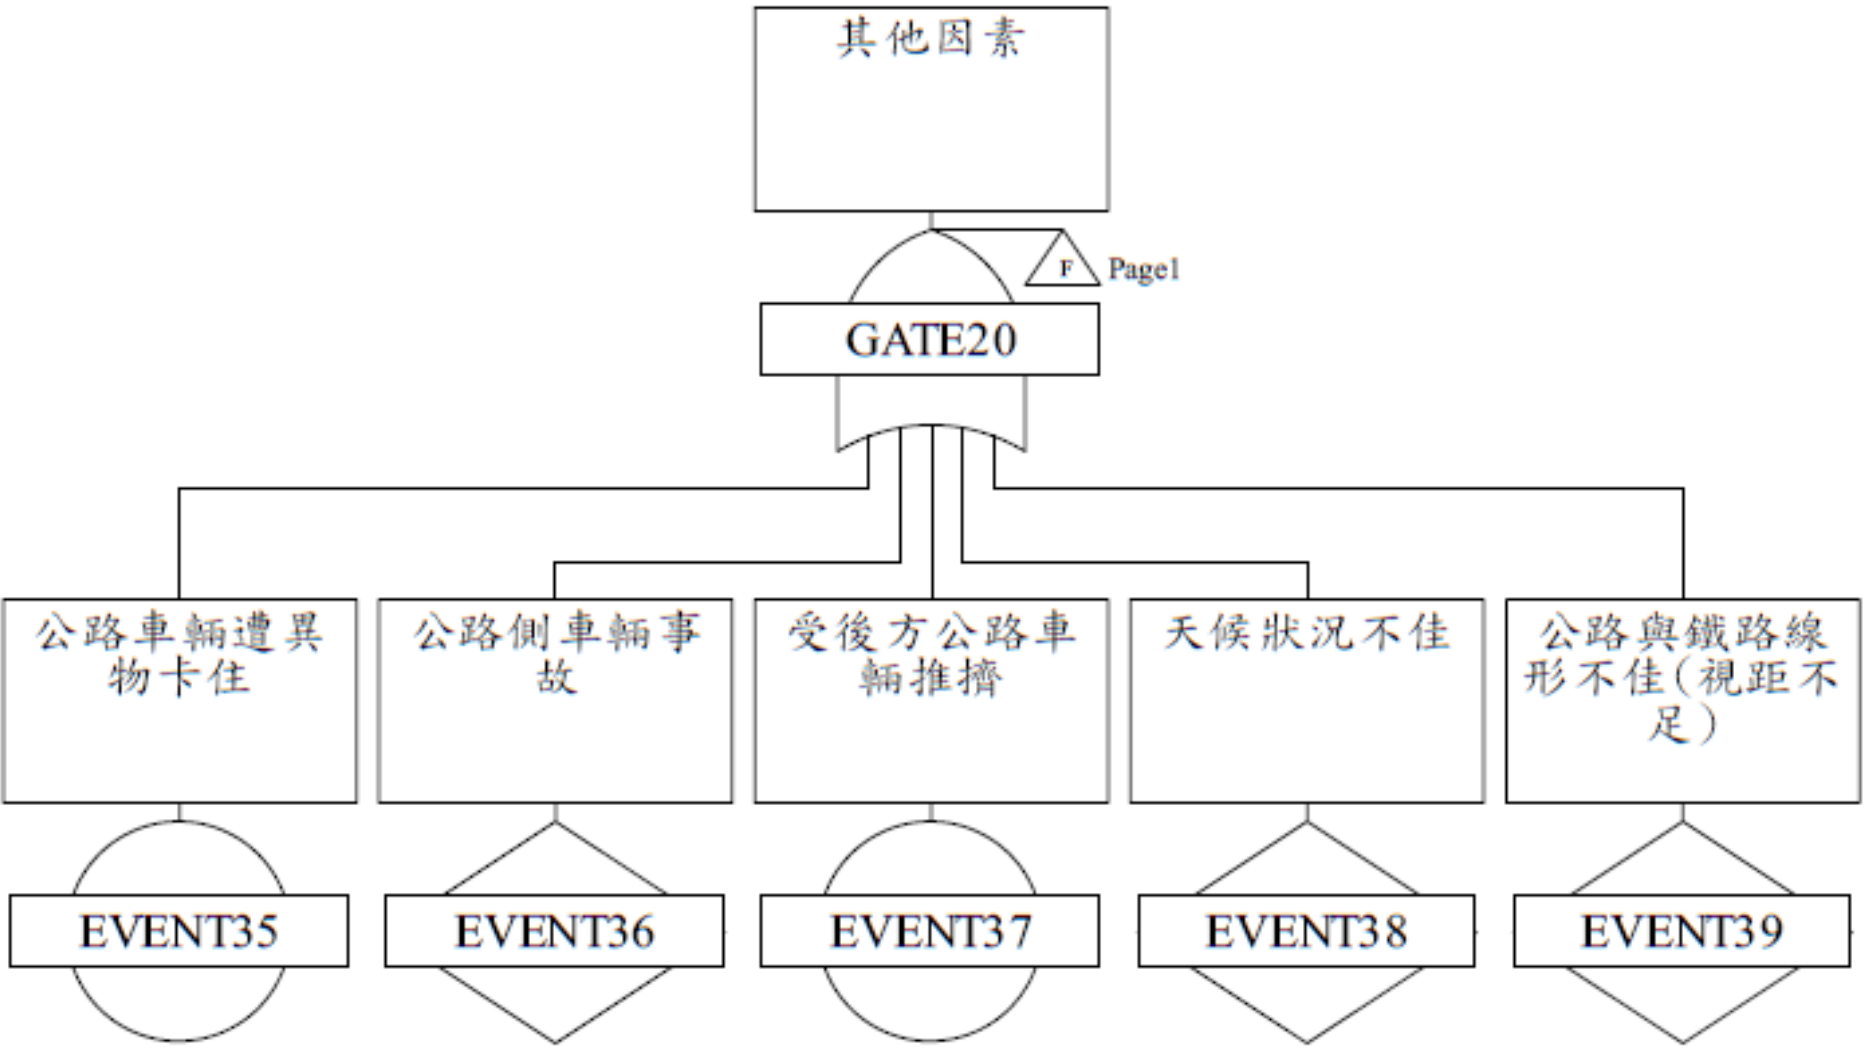 其他因素
F
Page1
GATE20
公路車輛遭異
物卡住
公路側車輛事
故
受後方公路車
輛推擠
天候狀況不佳
公路與鐵路線
形不佳(視距不
足)
EVENT35
EVENT36
EVENT37
EVENT38
EVENT39